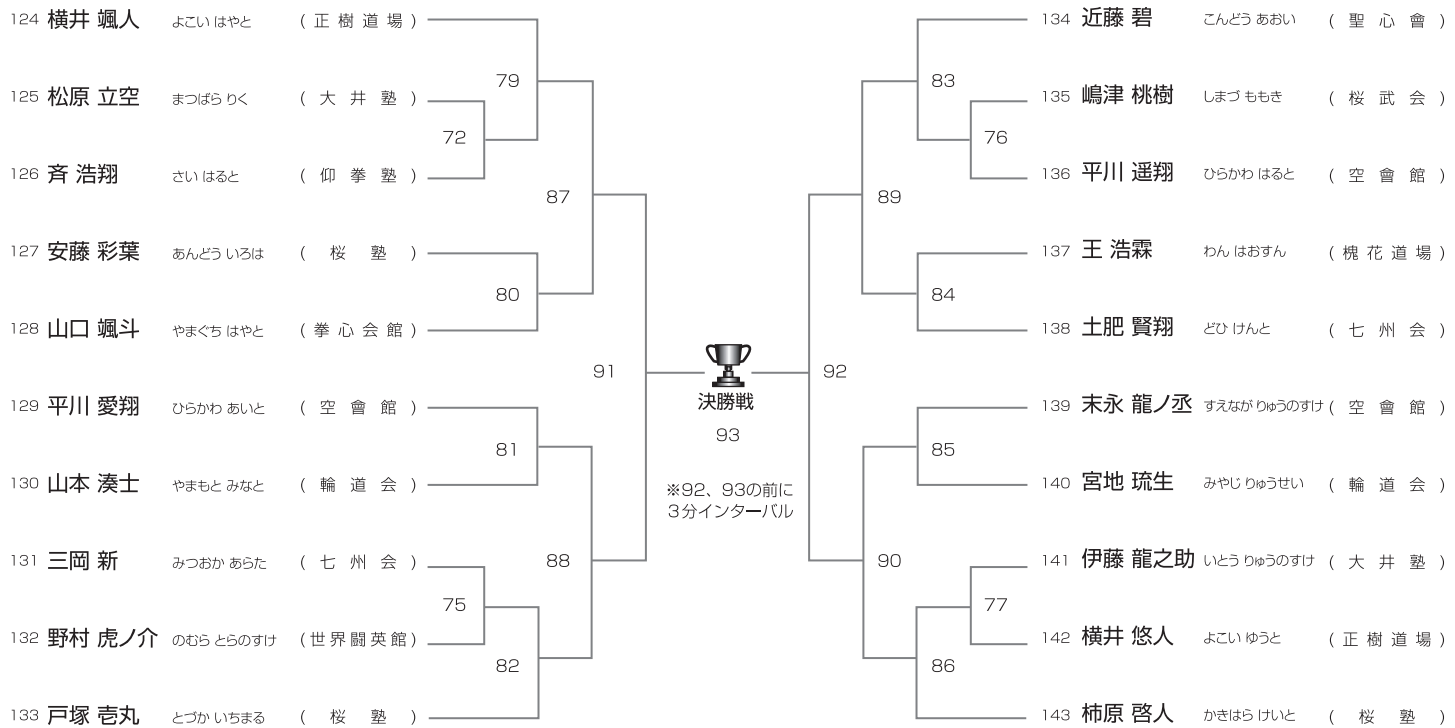 124 横井 颯人 よこい はやと (正樹道場)
125 松原 立空 まつばら りく (大井塾)
126 斉 浩翔 さい はると (仰拳塾)
127 安藤 彩葉 あんどう いろは (桜塾)
128 山口 颯斗 やまぐち はやと (拳心会館)
129 平川 愛翔 ひらかわ あいと (空會館)
130 山本 湊士 やまもと みなと (輪道会)
131 三岡 新 みつおか あらた (七州会)
132 野村 虎ノ介 のむら とらのすけ (世界闘英館)
133 戸塚 壱丸 とづか いちまる (桜塾)
79
72
87
80
91
81
88
75
82
決勝戦
93
※92、93の前に
3分インターバル
83
76
89
84
92
85
90
77
86
134 近藤 碧 こんどう あおい (聖心會)
135 嶋津 桃樹 しまづ ももき (桜武会)
136 平川 遥翔 ひらかわ はると (空會館)
137 王 浩霖 わん はおすん (槐花道場)
138 土肥 賢翔 どひ けんと (七州会)
139 末永 龍ノ丞 すえなが りゅうのすけ (空會館)
140 宮地 琉生 みやじ りゅうせい (輪道会)
141 伊藤 龍之助 いとう りゅうのすけ (大井塾)
142 横井 悠人 よこい ゆうと (正樹道場)
143 柿原 啓人 かきはら けいと (桜塾)